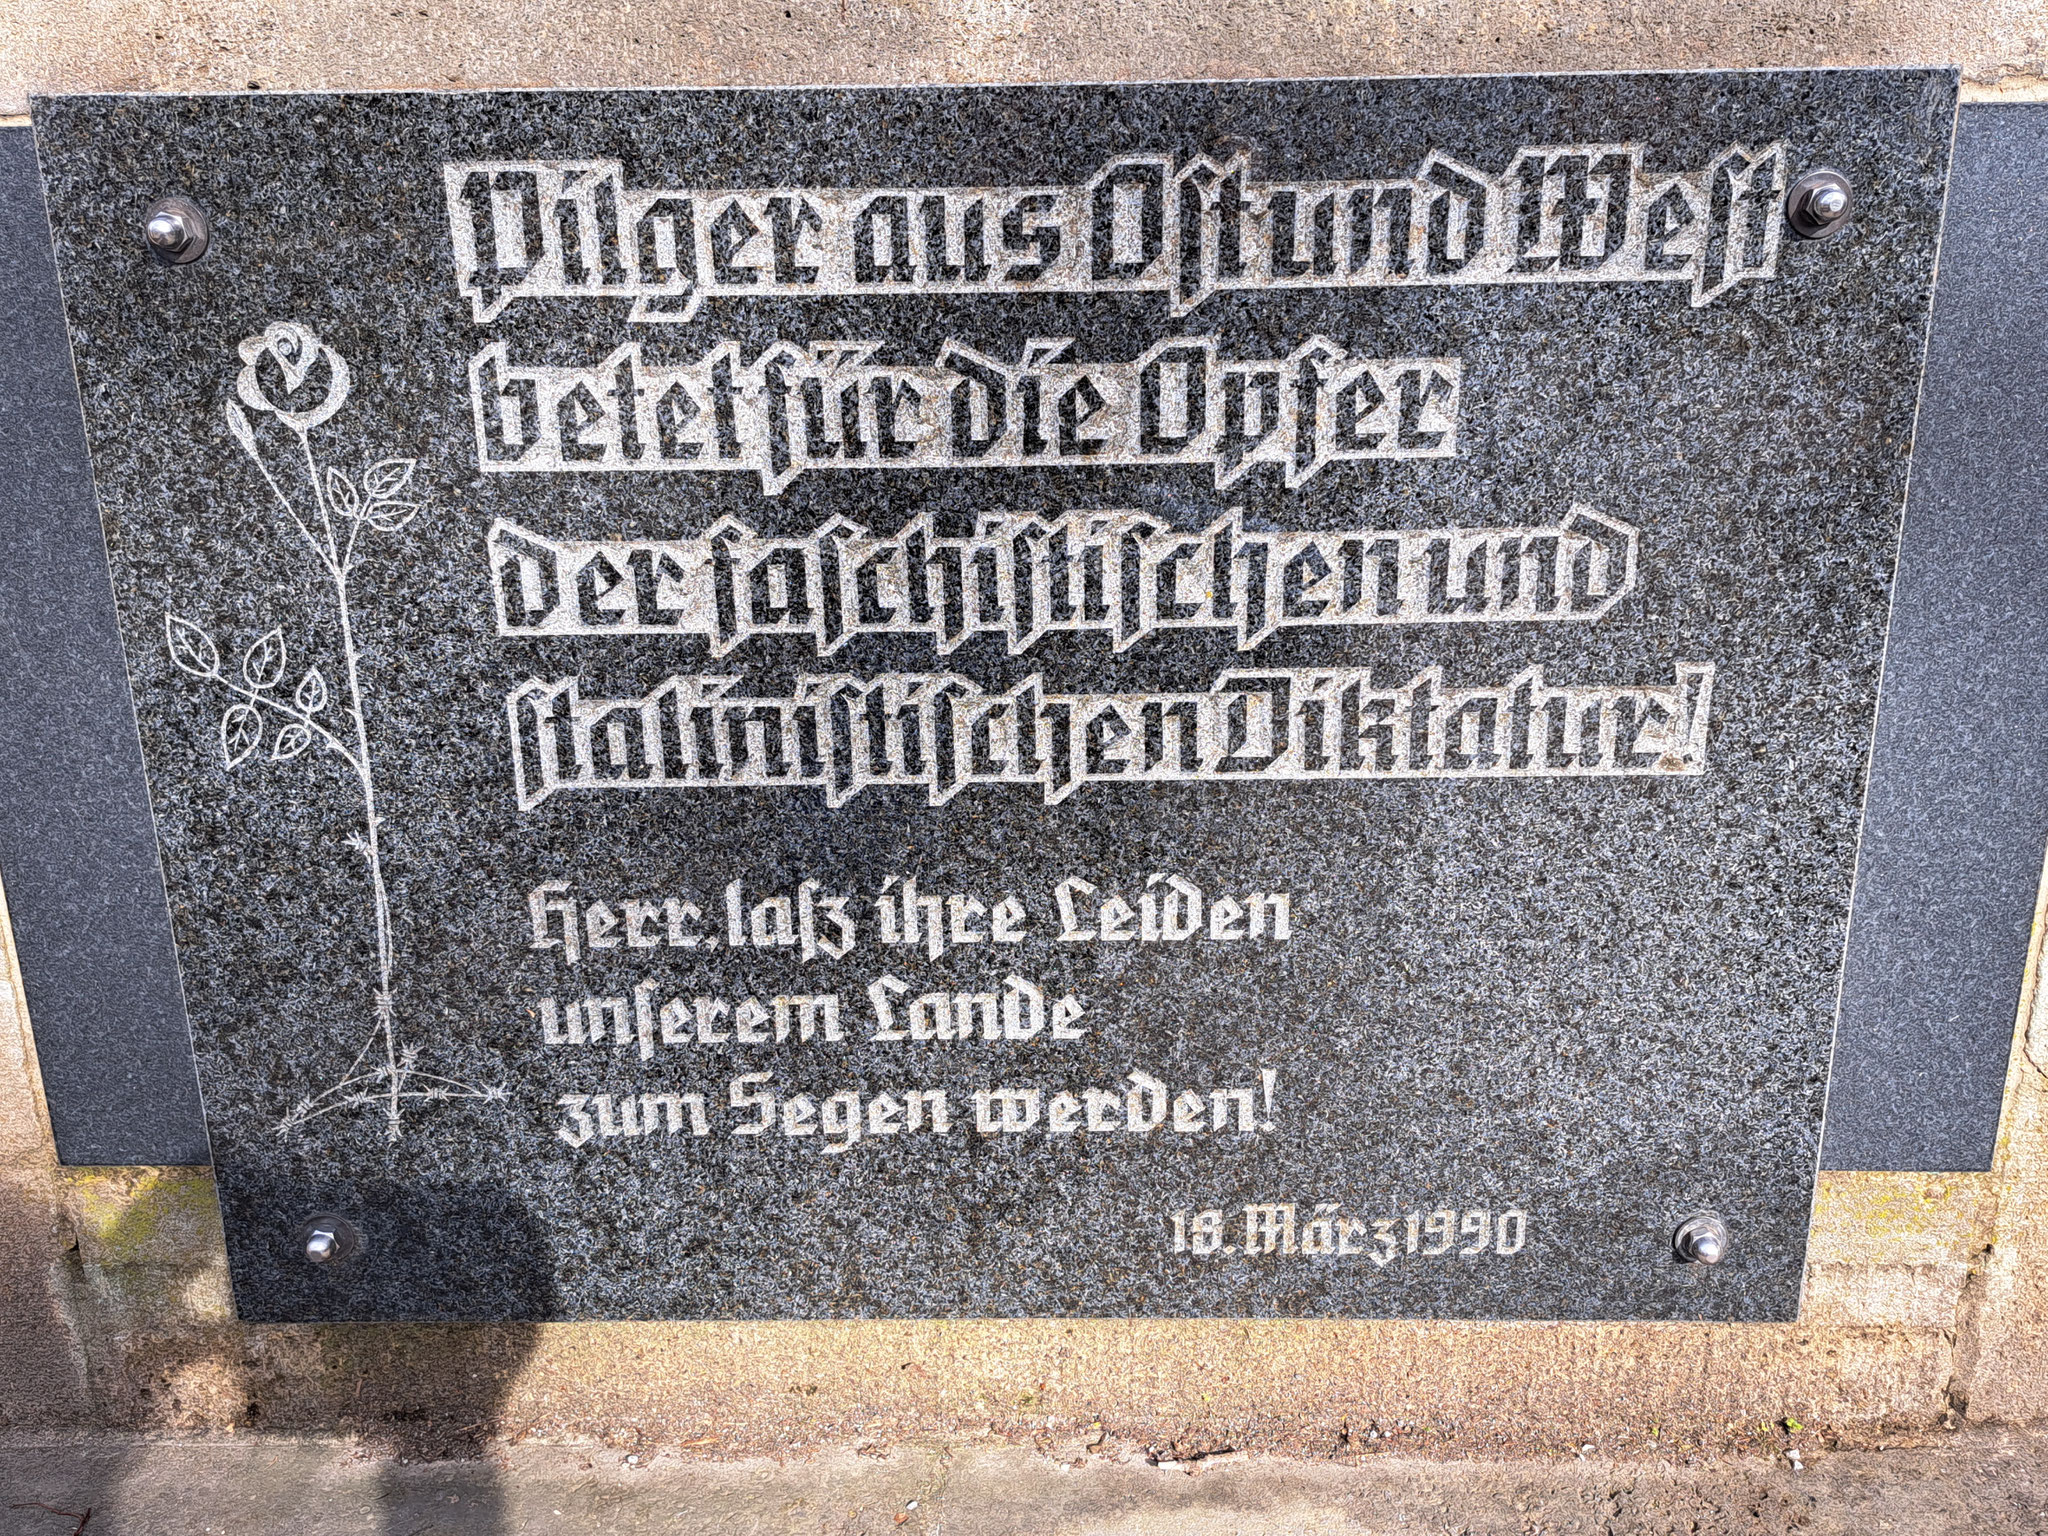 Pilger aus Ost und West
betet für die Opfer
der faschistischen und
stalinistischen Diktatur!
Herr, laß ihre Leiden
unserem Lande
zum Segen werden!
18. März 1990